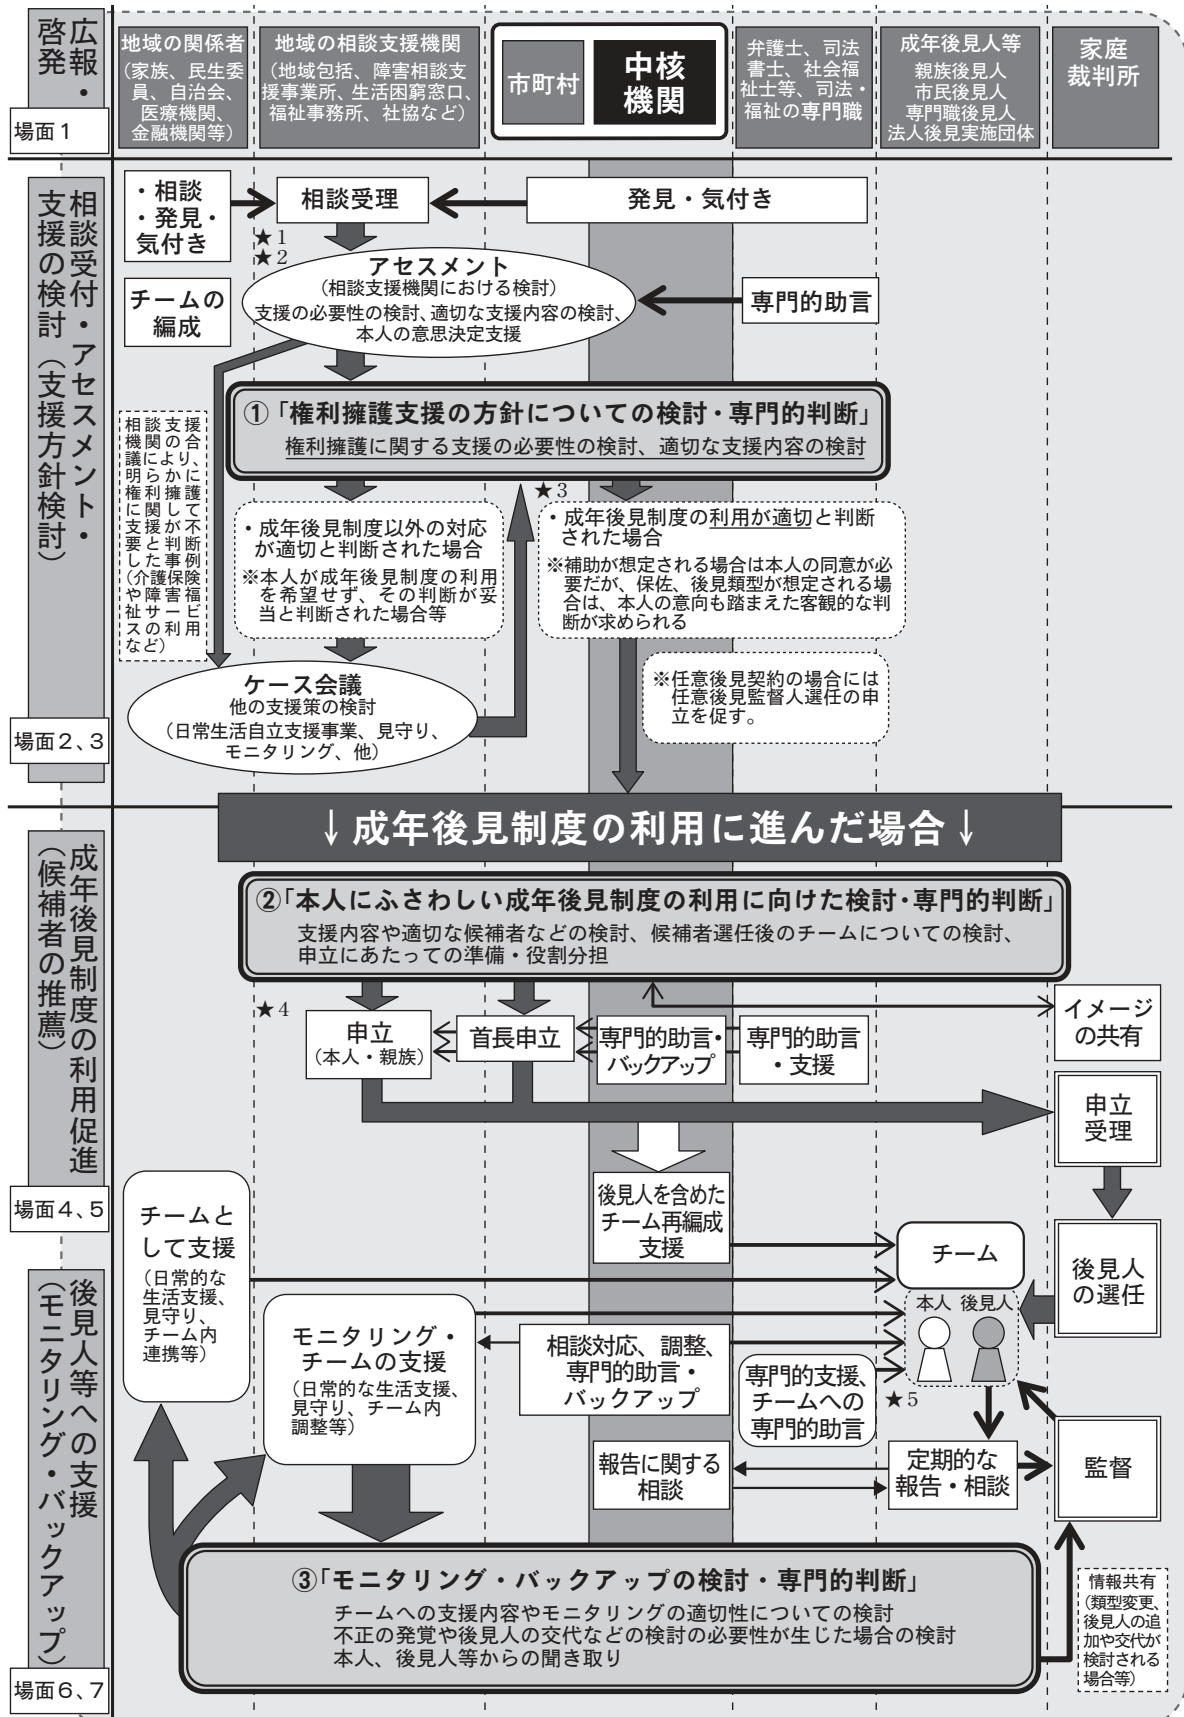 広報・
啓発
場面1
地域の関係者
（家族、民生委
員、自治会、
医療機関、
金融機関等）
地域の相談支援機関
（地域包括、障害相談支
援事業所、生活困窮窓口、
福祉事務所、社協など）
市町村
中核
機関
弁護士、司法
書士、社会福
祉士等、司法・
福祉の専門職
成年後見人等
親族後見人
市民後見人
専門職後見人
法人後見実施団体
家庭
裁判所
相談受付・アセスメント・
支援の検討（支援方針検討）
場面2、3
・相談
・発見・
気付き
相談受理
発見・気付き
★1
★2
チームの
編成
アセスメント
（相談支援機関における検討）
支援の必要性の検討、適切な支援内容の検討、
本人の意思決定支援
専門的助言
①「権利擁護支援の方針についての検討・専門的判断」
権利擁護に関する支援の必要性の検討、適切な支援内容の検討
相談支援
機関の合
議により、
明らかに
権利擁護
に関して
支援が不
要と判断
した事例
（介護保険
や障害福
祉サービ
スの利用
など）
★3
・成年後見制度以外の対応
が適切と判断された場合
※本人が成年後見制度の利用
を希望せず、その判断が妥
当と判断された場合等
・成年後見制度の利用が適切と判断
された場合
※補助が想定される場合は本人の同意が必
要だが、保佐、後見類型が想定される場
合は、本人の意向も踏まえた客観的な判
断が求められる
ケース会議
他の支援策の検討
（日常生活自立支援事業、見守り、
モニタリング、他）
※任意後見契約の場合には
任意後見監督人選任の申
立を促す。
↓成年後見制度の利用に進んだ場合↓
成年後見制度の利用促進
（候補者の推薦）
場面4、5
②「本人にふさわしい成年後見制度の利用に向けた検討・専門的判断」
支援内容や適切な候補者などの検討、候補者選任後のチームについての検討、
申立にあたっての準備・役割分担
★4
申立
（本人・親族）
首長申立
専門的助言・
バックアップ
専門的助言
・支援
イメージ
の共有
申立
受理
後見人を含めた
チーム再編成
支援
チームと
して支援
（日常的な
生活支援、
見守り、
チーム内
連携等）
チーム
本人 後見人
後見人
の選任
後見人等への支援
（モニタリング・バックアップ）
場面6、7
モニタリング・
チームの支援
（日常的な生活支援、
見守り、チーム内
調整等）
相談対応、調整、
専門的助言・
バックアップ
専門的支援、
チームへの
専門的助言
★5
報告に関する
相談
定期的な
報告・相談
監督
③「モニタリング・バックアップの検討・専門的判断」
チームへの支援内容やモニタリングの適切性についての検討
不正の発覚や後見人の交代などの検討の必要性が生じた場合の検討
本人、後見人等からの聞き取り
情報共有
（類型変更、
後見人の追
加や交代が
検討される
場合等）